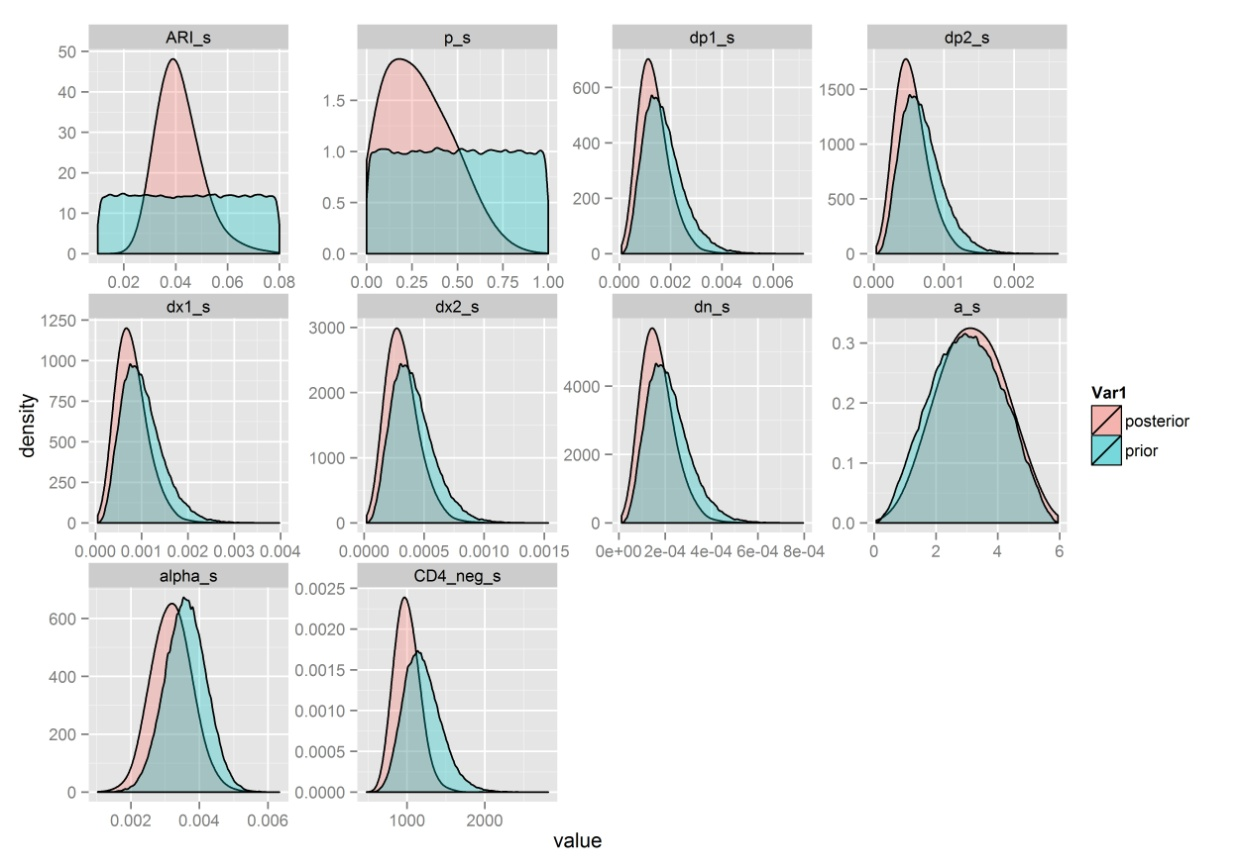 ARI_s p_s dp1_s dp2_s
50 40 30 20 10 0
1.5 1.0 0.5 0.0
600 400 200 0
1500 1000 500 0
0.02 0.04 0.06 0.08 0.00 0.25 0.50 0.75 1.00 0.000 0.002 0.004 0.006 0.000 0.001 0.002
dx1_s dx2_s dn_s a_s
1250 1000 750 500 250 0
3000 2000 1000 0
4000 2000 0
0.3 0.2 0.1 0.0
0.000 0.001 0.002 0.003 0.004 0.0000 0.0005 0.0010 0.0015 0e+00 2e-04 4e-04 6e-04 8e-04 0 2 4 6
alpha_s CD4_neg_s
600 400 200 0
0.0025 0.0020 0.0015 0.0010 0.0005 0.0000
0.002 0.004 0.006 1000 2000
density
value
Var1
posterior
prior